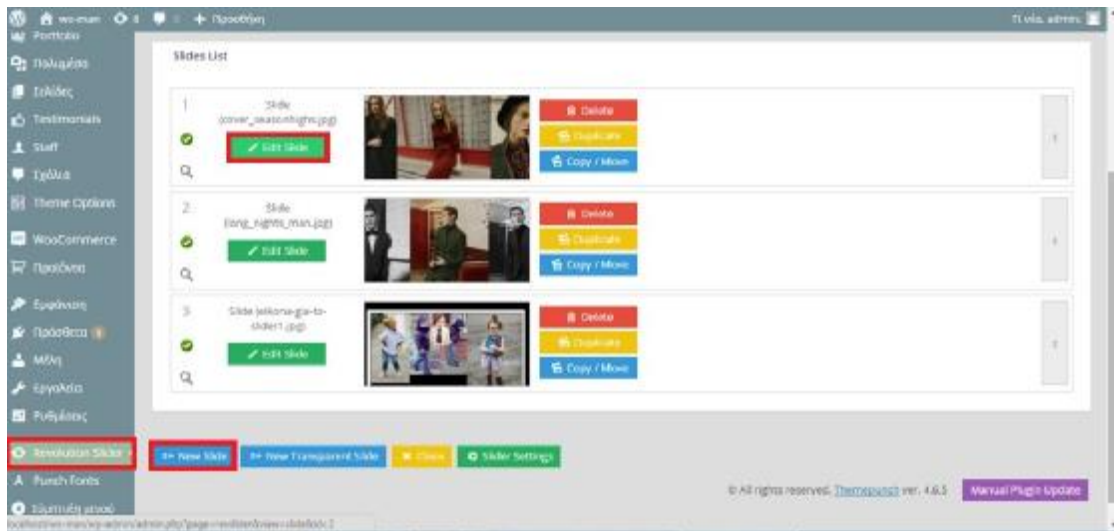 wo-man 8 0 Προσθήκη
Γεια, admin
Portfolio
Πολυμέσα
Σελίδες
Testimonials
Staff
Σχόλια
Theme Options
WooCommerce
Προϊόντα
Εμφάνιση
Πρόσθετα
Μέλη
Εργαλεία
Ρυθμίσεις
Revolution Slider
Punch Fonts
Σύμπτυξη μενού
Slides List
1
Slide
Edit Slide
Delete
Duplicate
Copy / Move
2
Slide
(long_nights_man.jpg)
Edit Slide
Delete
Duplicate
Copy / Move
3
Slide (eikona-gia-to-
slider1.jpg)
Edit Slide
Delete
Duplicate
Copy / Move
New Slide
New Transparent Slide
Close
Slider Settings
© All rights reserved, Themepunch ver. 4.6.5
Manual Plugin Update